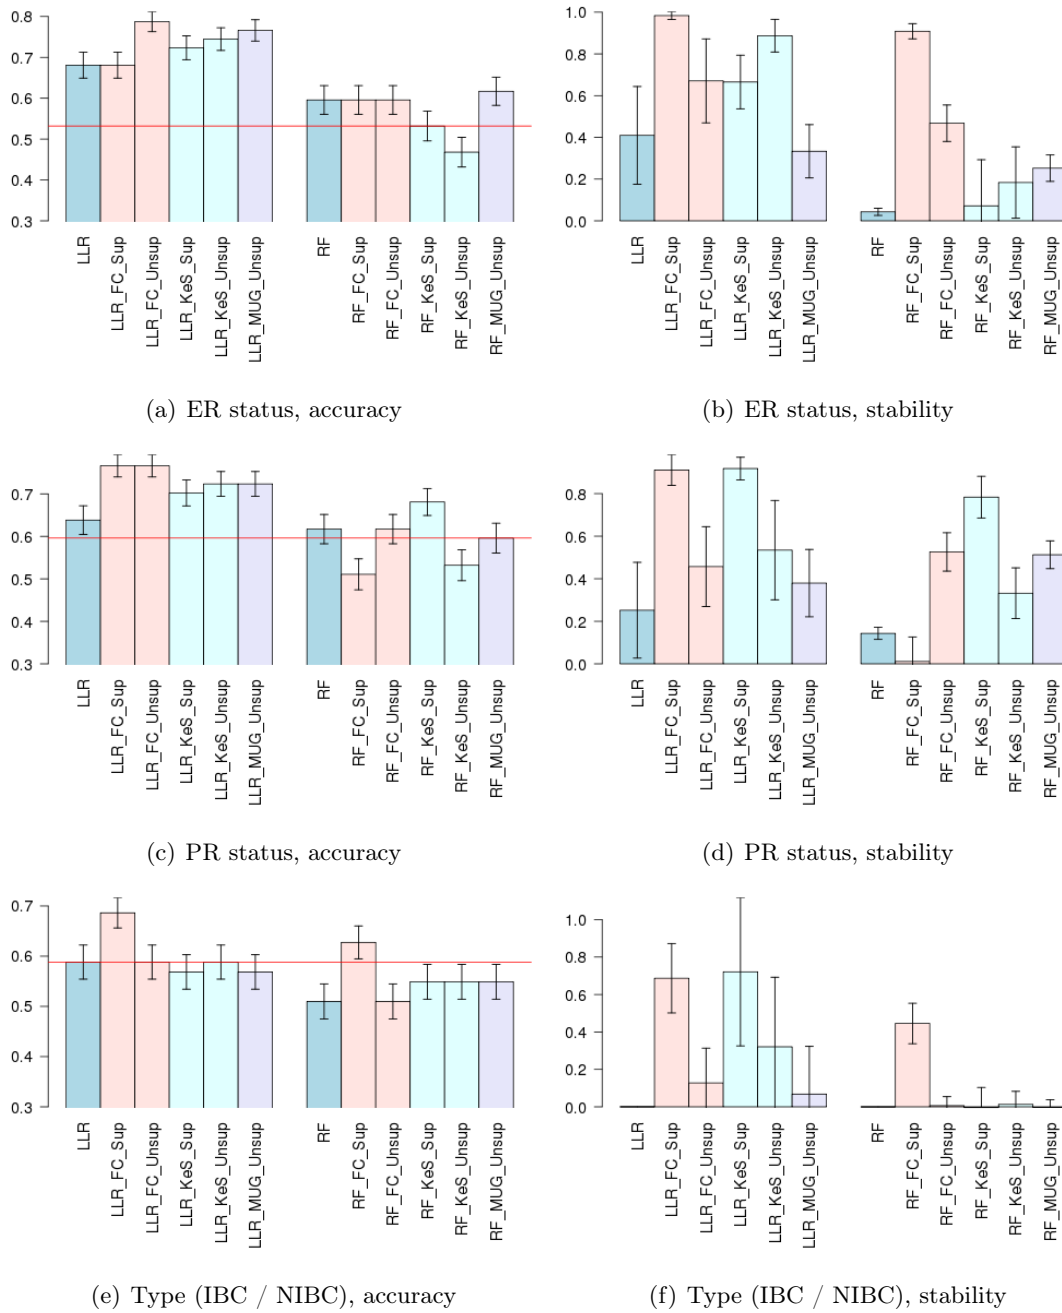 0.8
0.7
0.6
0.5
0.4
0.3
LLR
LLR_FC_Sup
LLR_FC_Unsup
LLR_KeS_Sup
LLR_KeS_Unsup
LLR_MUG_Unsup
RF
RF_FC_Sup
RF_FC_Unsup
RF_KeS_Sup
RF_KeS_Unsup
RF_MUG_Unsup
(a) ER status, accuracy
1.0
0.8
0.6
0.4
0.2
0.0
LLR
LLR_FC_Sup
LLR_FC_Unsup
LLR_KeS_Sup
LLR_KeS_Unsup
LLR_MUG_Unsup
RF
RF_FC_Sup
RF_FC_Unsup
RF_KeS_Sup
RF_KeS_Unsup
RF_MUG_Unsup
(b) ER status, stability
0.7
0.6
0.5
0.4
0.3
LLR
LLR_FC_Sup
LLR_FC_Unsup
LLR_KeS_Sup
LLR_KeS_Unsup
LLR_MUG_Unsup
RF
RF_FC_Sup
RF_FC_Unsup
RF_KeS_Sup
RF_KeS_Unsup
RF_MUG_Unsup
(c) PR status, accuracy
0.8
0.6
0.4
0.2
0.0
LLR
LLR_FC_Sup
LLR_FC_Unsup
LLR_KeS_Sup
LLR_KeS_Unsup
LLR_MUG_Unsup
RF
RF_FC_Sup
RF_FC_Unsup
RF_KeS_Sup
RF_KeS_Unsup
RF_MUG_Unsup
(d) PR status, stability
0.7
0.6
0.5
0.4
0.3
LLR
LLR_FC_Sup
LLR_FC_Unsup
LLR_KeS_Sup
LLR_KeS_Unsup
LLR_MUG_Unsup
RF
RF_FC_Sup
RF_FC_Unsup
RF_KeS_Sup
RF_KeS_Unsup
RF_MUG_Unsup
(e) Type (IBC / NIBC), accuracy
1.0
0.8
0.6
0.4
0.2
0.0
LLR
LLR_FC_Sup
LLR_FC_Unsup
LLR_KeS_Sup
LLR_KeS_Unsup
LLR_MUG_Unsup
RF
RF_FC_Sup
RF_FC_Unsup
RF_KeS_Sup
RF_KeS_Unsup
RF_MUG_Unsup
(f) Type (IBC / NIBC), stability